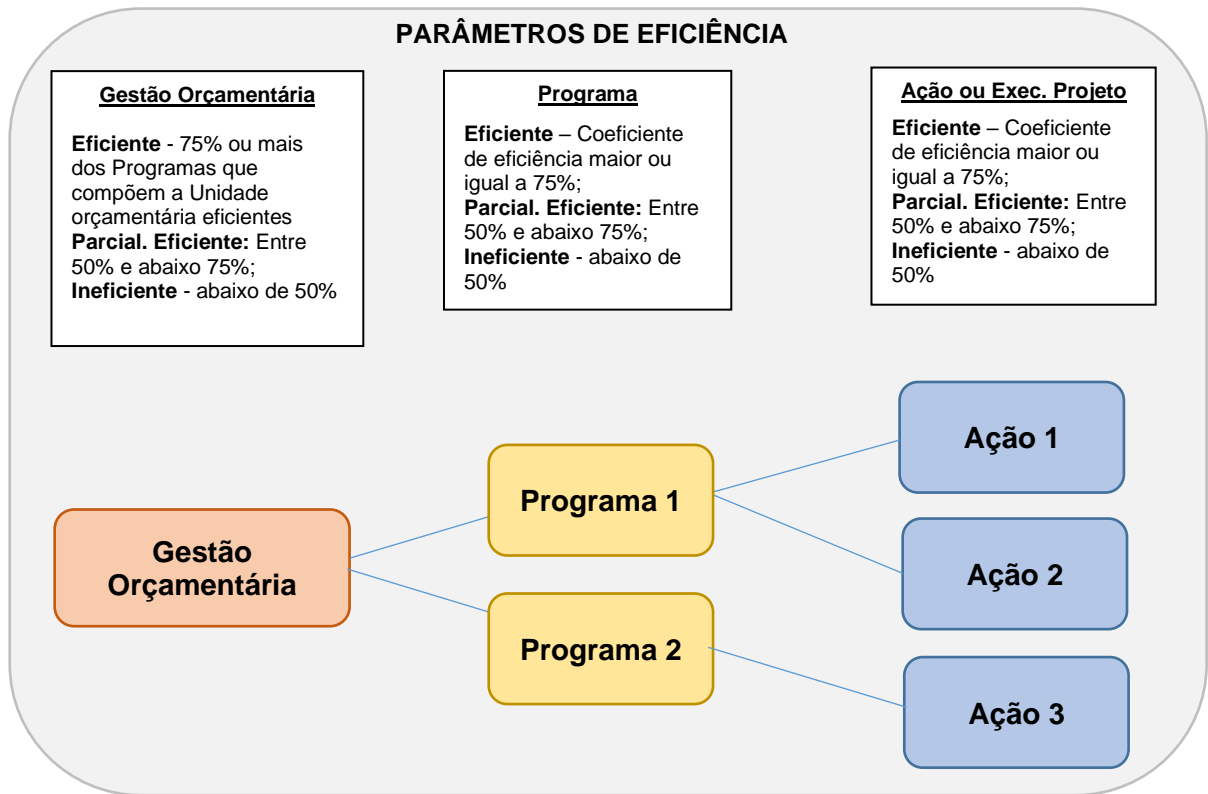 PARÂMETROS DE EFICIÊNCIA
Gestão Orçamentária
Eficiente - 75% ou mais
dos Programas que
compõem a Unidade
orçamentária eficientes
Parcial. Eficiente: Entre
50% e abaixo 75%;
Ineficiente - abaixo de 50%
Programa
Eficiente – Coeficiente
de eficiência maior ou
igual a 75%;
Parcial. Eficiente: Entre
50% e abaixo 75%;
Ineficiente - abaixo de
50%
Ação ou Exec. Projeto
Eficiente – Coeficiente
de eficiência maior ou
igual a 75%;
Parcial. Eficiente: Entre
50% e abaixo 75%;
Ineficiente - abaixo de
50%
Gestão
Orçamentária
Programa 1
Programa 2
Ação 1
Ação 2
Ação 3